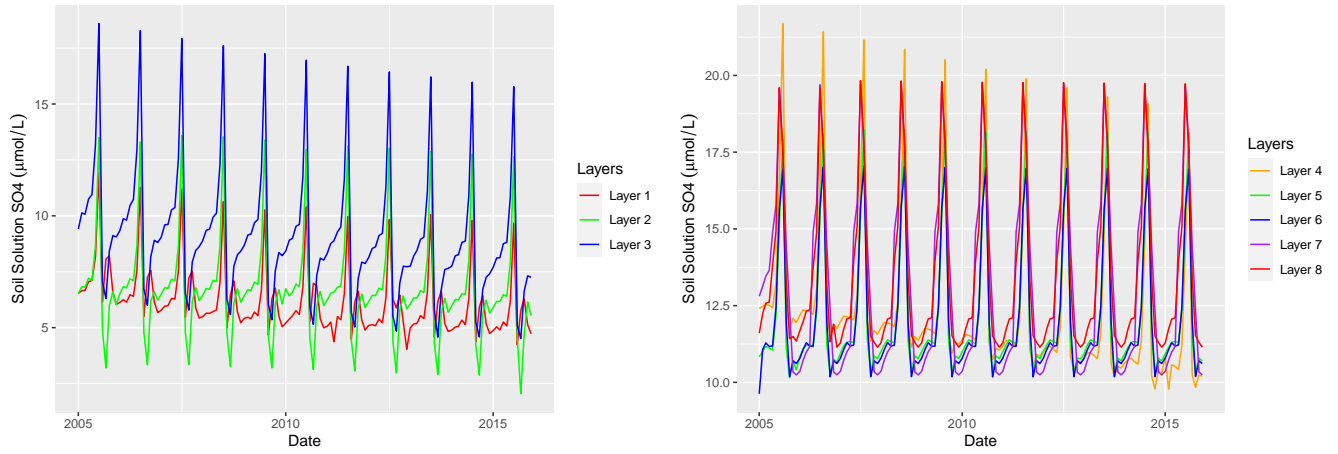 Soil Solution SO4 (μmol/L)
15
10
5
2005
2010
2015
Date
Layers
Layer 1
Layer 2
Layer 3
Soil Solution SO4 (μmol/L)
20.0
17.5
15.0
12.5
10.0
2005
2010
2015
Date
Layers
Layer 4
Layer 5
Layer 6
Layer 7
Layer 8